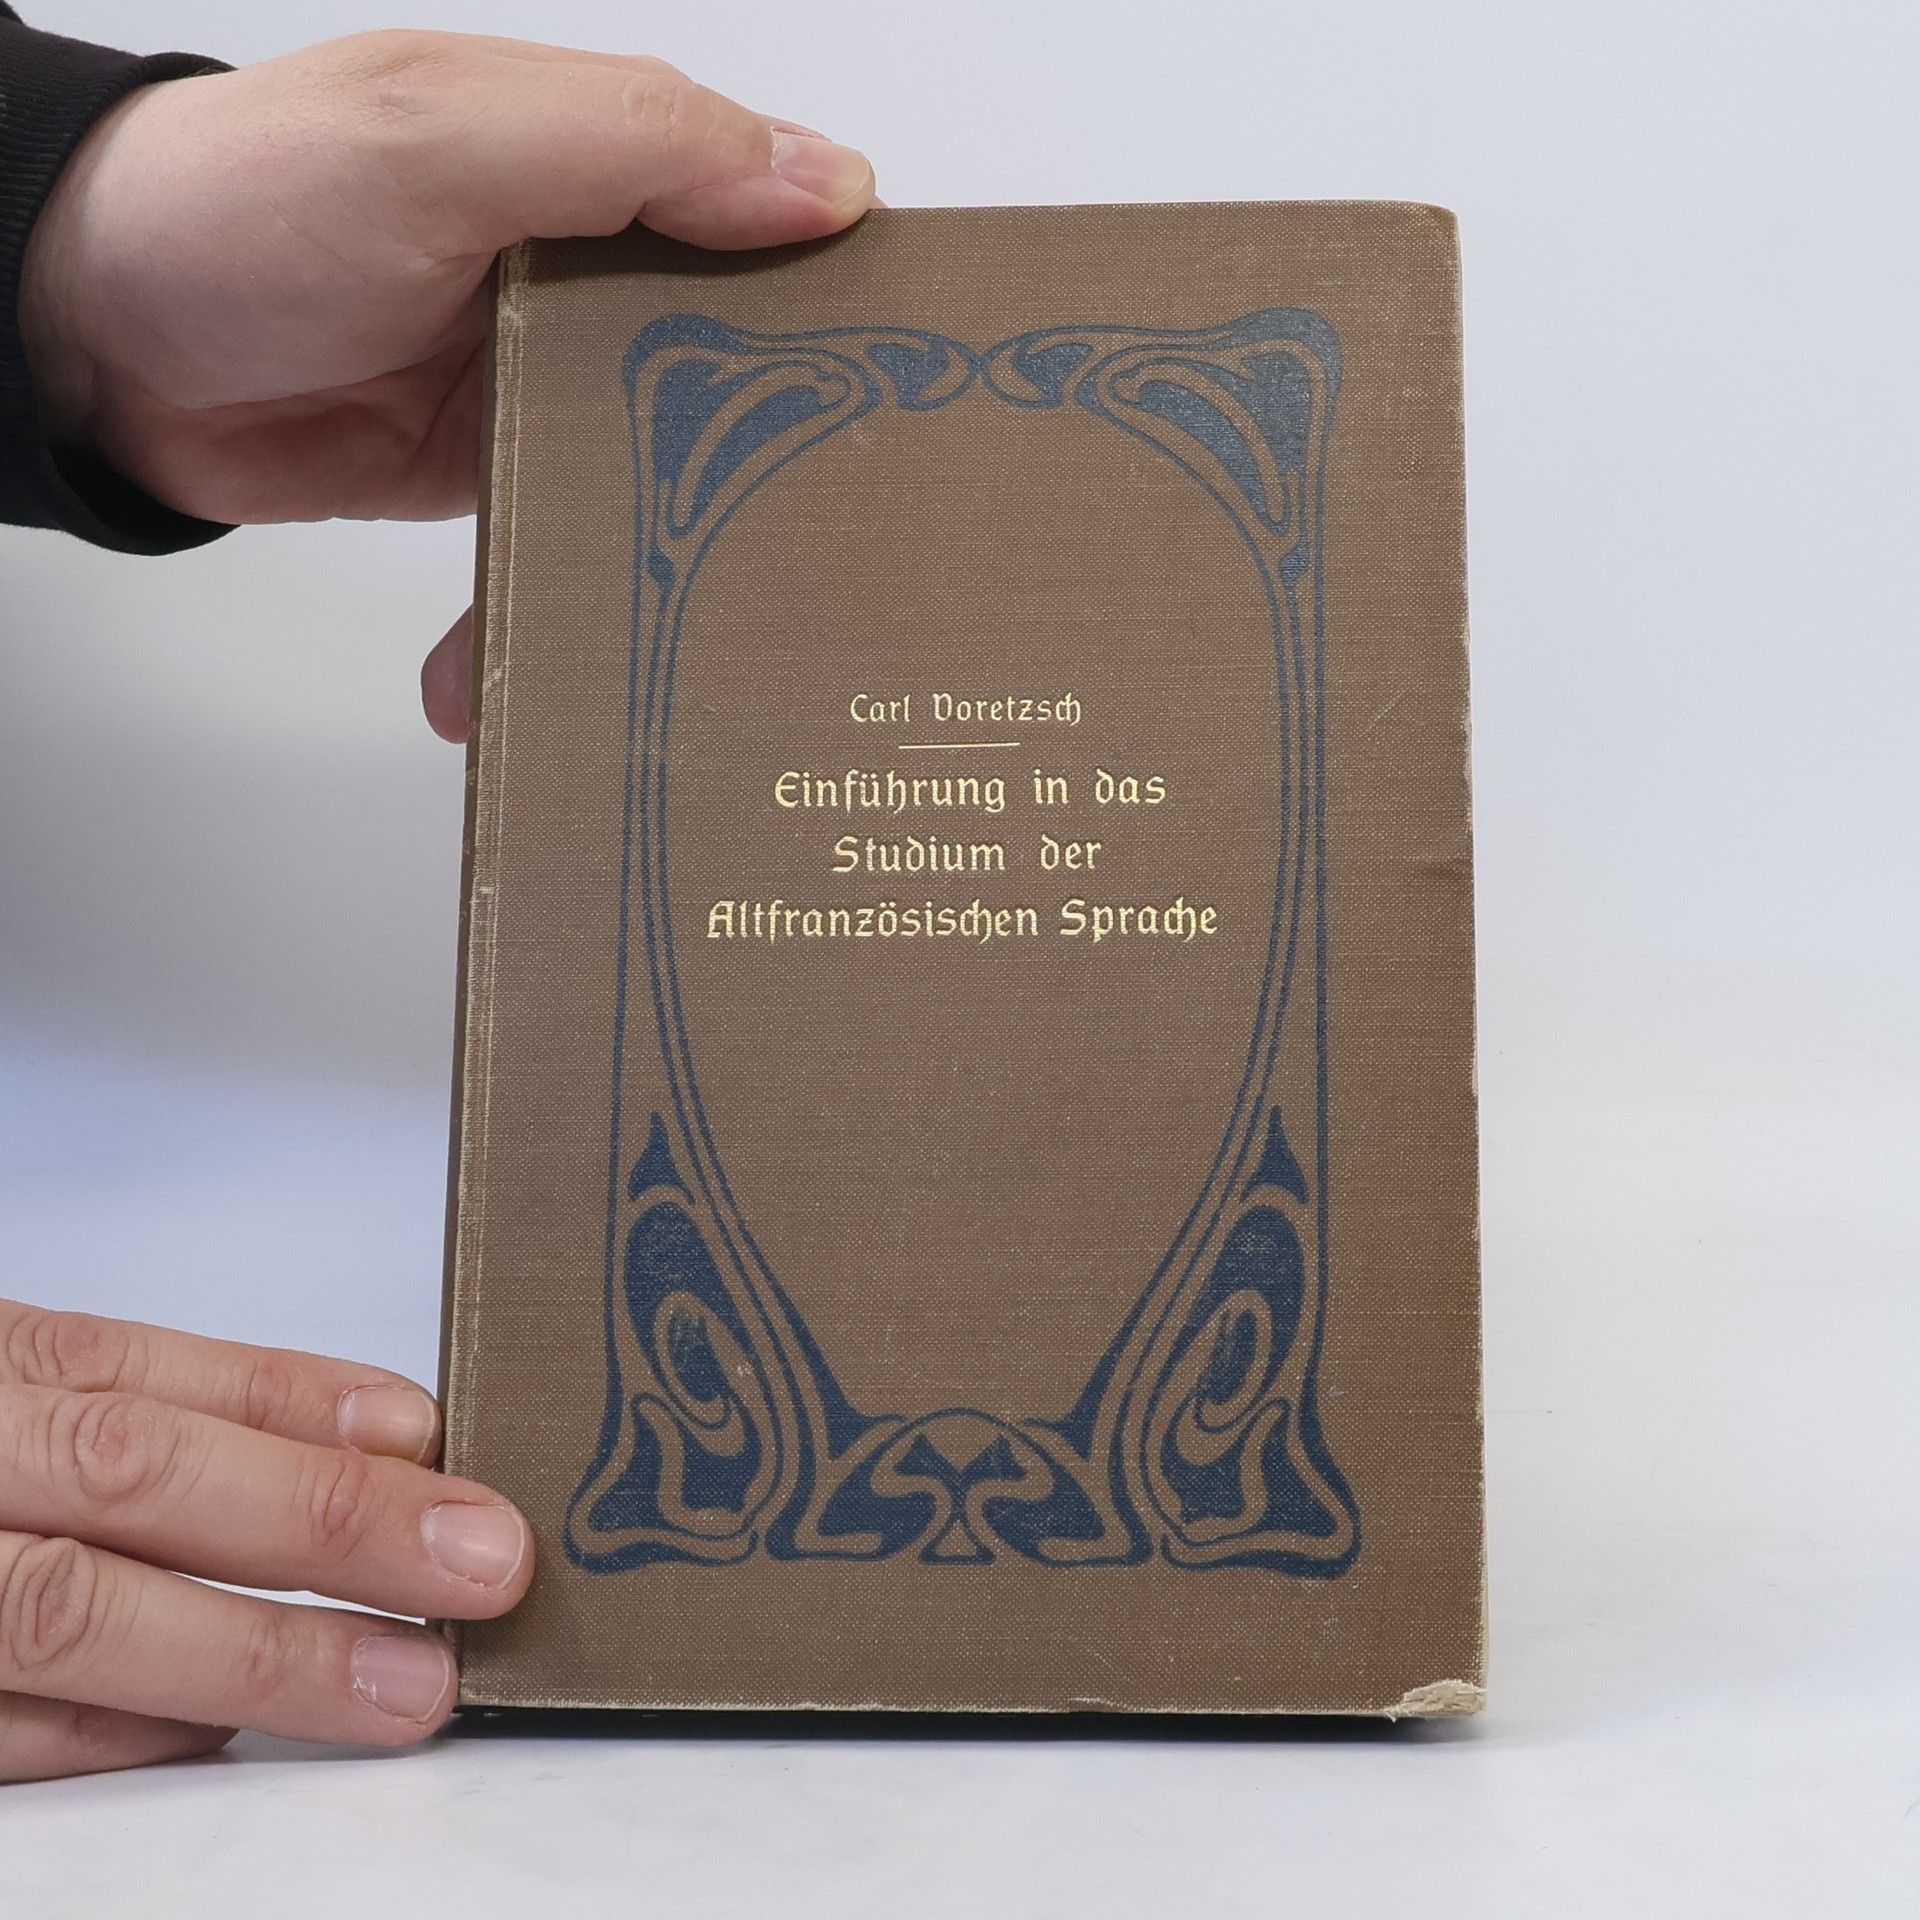 Carl Voretzsch
Einführung in das
Studium der
Altfranzösischen Sprache